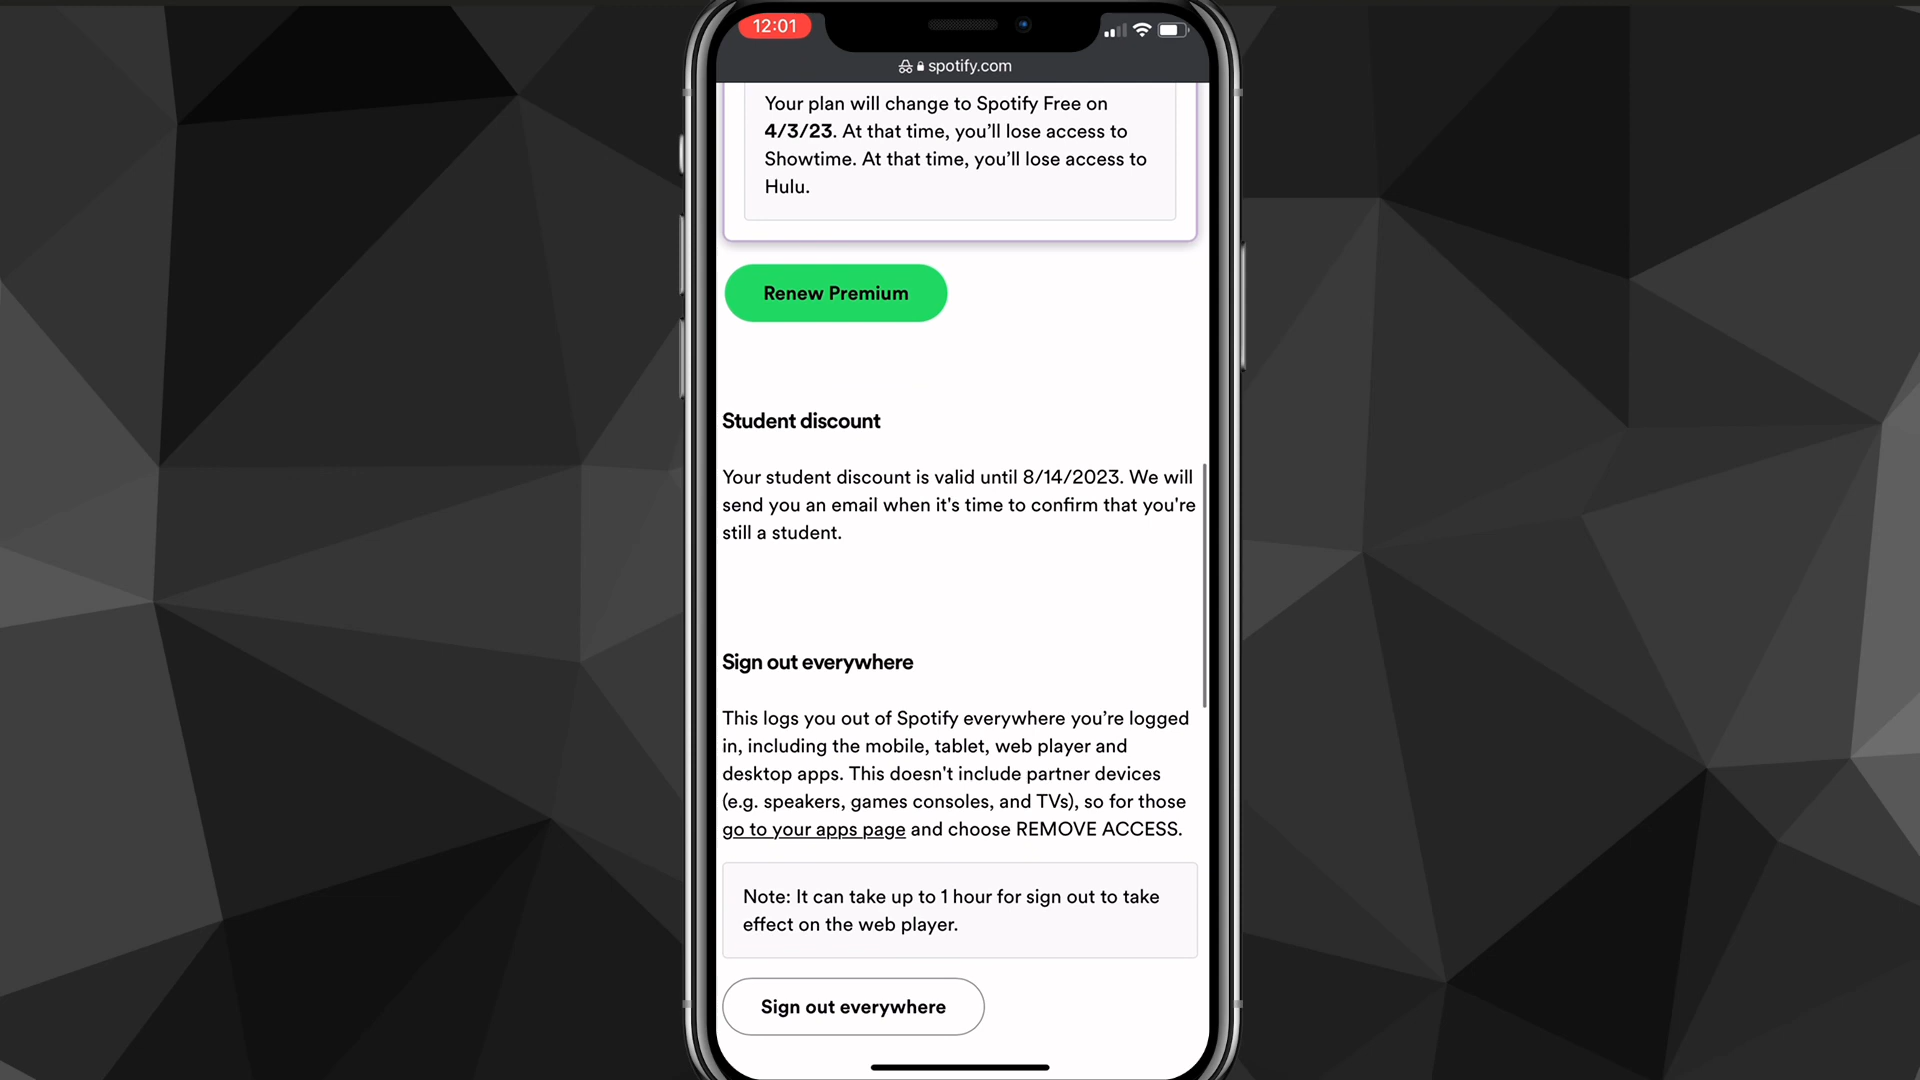 12:01
spotify.com
Your plan will change to Spotify Free on
4/3/23. At that time, you’ll lose access to
Showtime. At that time, you’ll lose access to
Hulu.
Renew Premium
Student discount
Your student discount is valid until 8/14/2023. We will
send you an email when it's time to confirm that you're
still a student.
Sign out everywhere
This logs you out of Spotify everywhere you’re logged
in, including the mobile, tablet, web player and
desktop apps. This doesn't include partner devices
(e.g. speakers, games consoles, and TVs), so for those
go to your apps page and choose REMOVE ACCESS.
Note: It can take up to 1 hour for sign out to take
effect on the web player.
Sign out everywhere